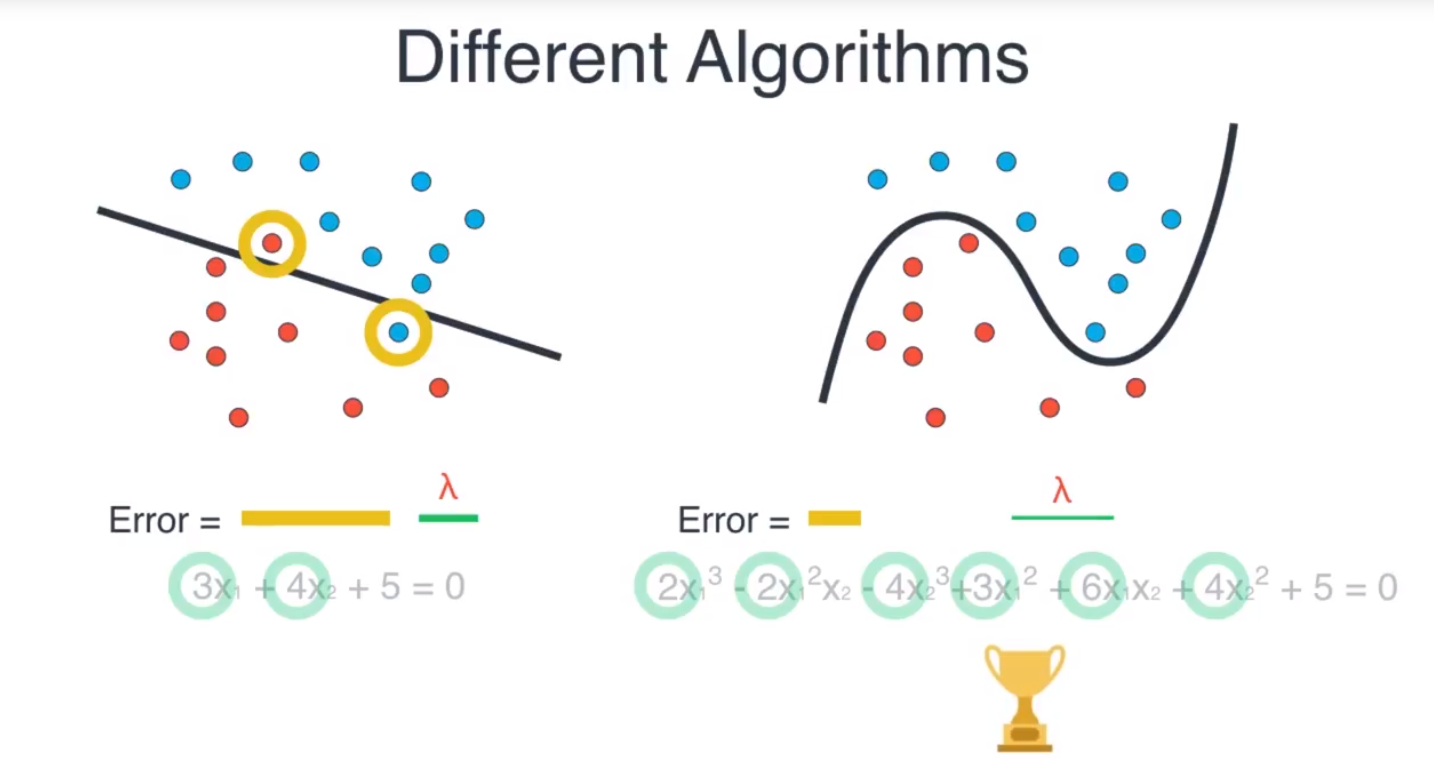 Different Algorithms
λ
Error =
3x₁ + 4x₂ + 5 = 0
λ
Error =
2x₁³ - 2x₁²x₂ - 4x₂³+3x₁² + 6x₁x₂ + 4x₂² + 5 = 0